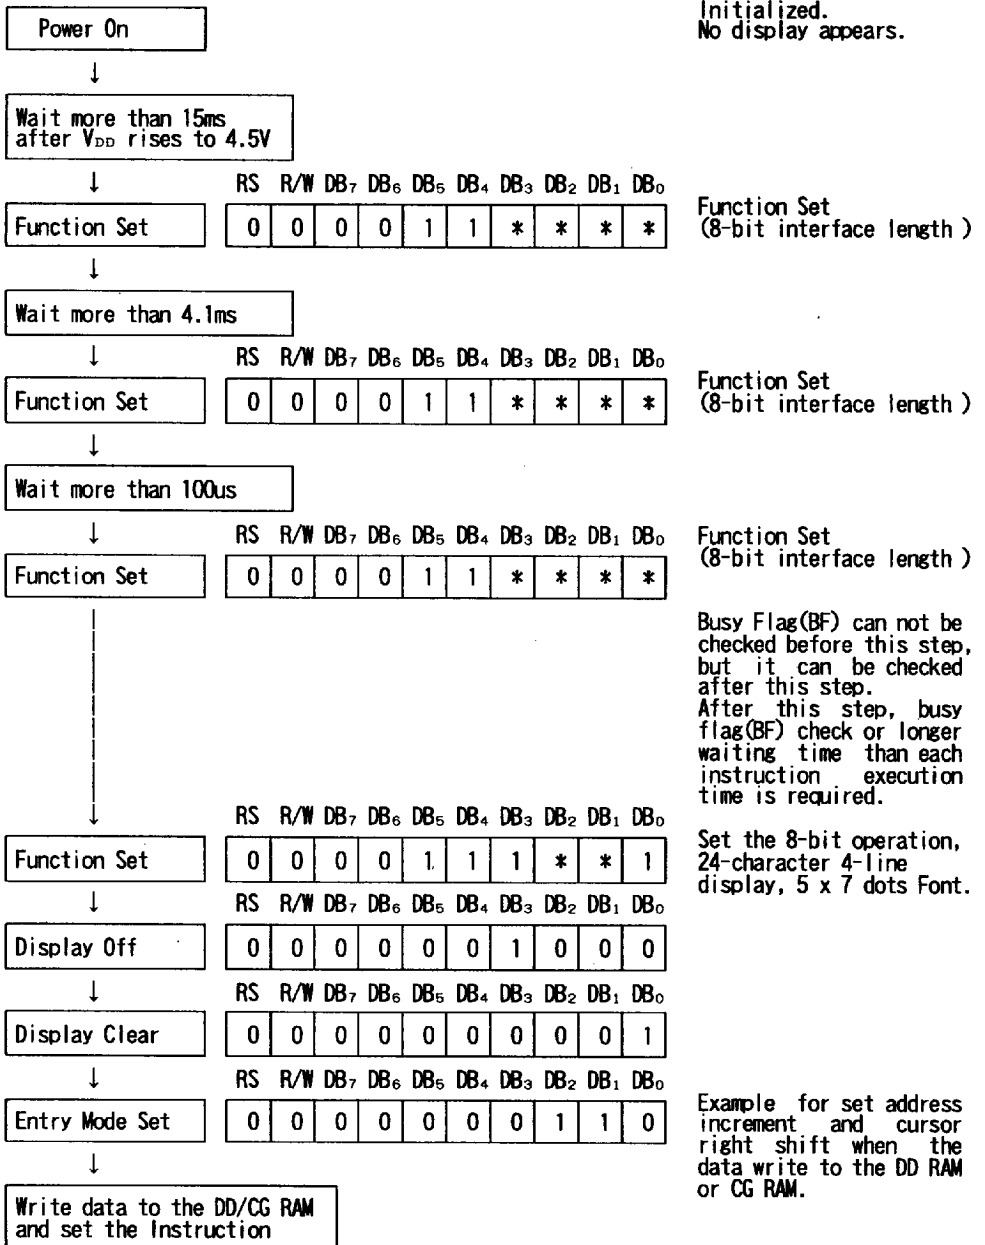 Initialized.
Power On
No display appears.
↓
Wait more than 15ms
after VDD rises to 4.5V
↓
RS R/W DB7 DB6 DB5 DB4 DB3 DB2 DB1 DB0
Function Set
0 0 0 0 1 1 * * * *
Function Set
(8-bit interface length )
↓
Wait more than 4.1ms
↓
RS R/W DB7 DB6 DB5 DB4 DB3 DB2 DB1 DB0
Function Set
0 0 0 0 1 1 * * * *
Function Set
(8-bit interface length )
↓
Wait more than 100us
↓
RS R/W DB7 DB6 DB5 DB4 DB3 DB2 DB1 DB0
Function Set
0 0 0 0 1 1 * * * *
Function Set
(8-bit interface length )
Busy Flag(BF) can not be
checked before this step,
but it can be checked
after this step.
After this step, busy
flag(BF) check or longer
waiting time than each
instruction execution
time is required.
↓
RS R/W DB7 DB6 DB5 DB4 DB3 DB2 DB1 DB0
Function Set
0 0 0 0 1 1 1 * * 1
Set the 8-bit operation,
24-character 4-line
display, 5 x 7 dots Font.
↓
RS R/W DB7 DB6 DB5 DB4 DB3 DB2 DB1 DB0
Display Off
0 0 0 0 0 0 1 0 0 0
↓
RS R/W DB7 DB6 DB5 DB4 DB3 DB2 DB1 DB0
Display Clear
0 0 0 0 0 0 0 0 0 1
↓
RS R/W DB7 DB6 DB5 DB4 DB3 DB2 DB1 DB0
Entry Mode Set
0 0 0 0 0 0 0 1 1 0
Example for set address
increment and cursor
right shift when the
data write to the DD RAM
or CG RAM.
↓
Write data to the DD/CG RAM
and set the Instruction